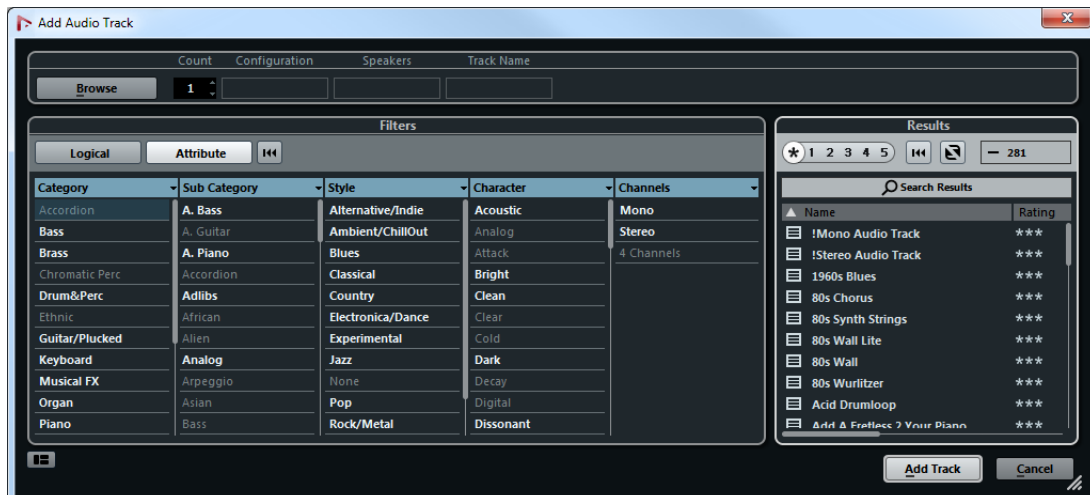 Add Audio Track
Count Configuration Speakers Track Name
Browse 1
Filters
Logical Attribute
Category Sub Category Style Character Channels
Accordion A. Bass Alternative/Indie Acoustic Mono
Bass A. Guitar Ambient/ChillOut Analog Stereo
Brass A. Piano Blues Attack 4 Channels
Chromatic Perc Accordion Classical Bright
Drum&Perc Adlibs Country Clean
Ethnic African Electronica/Dance Clear
Guitar/Plucked Alien Experimental Cold
Keyboard Analog Jazz Dark
Musical FX Arpeggio None Decay
Organ Asian Pop Digital
Piano Bass Rock/Metal Dissonant
Results
* 1 2 3 4 5 281
Search Results
Name Rating
!Mono Audio Track ***
!Stereo Audio Track ***
1960s Blues ***
80s Chorus ***
80s Synth Strings ***
80s Wall Lite ***
80s Wall ***
80s Wurlitzer ***
Acid Drumloop ***
Add A Fretless 2 Your Piano ***
Add Track Cancel